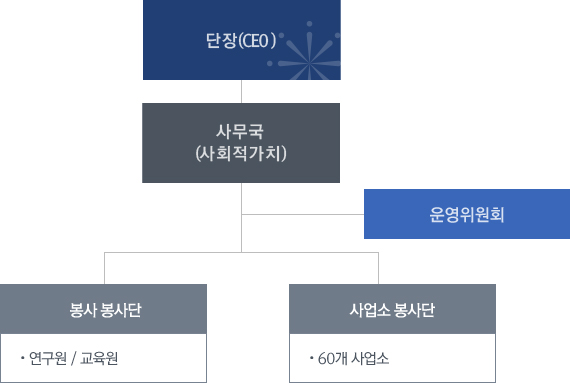 단장(CEO)
사무국
(사회적가치)
운영위원회
봉사 봉사단
사업소 봉사단
· 연구원 / 교육원
· 60개 사업소